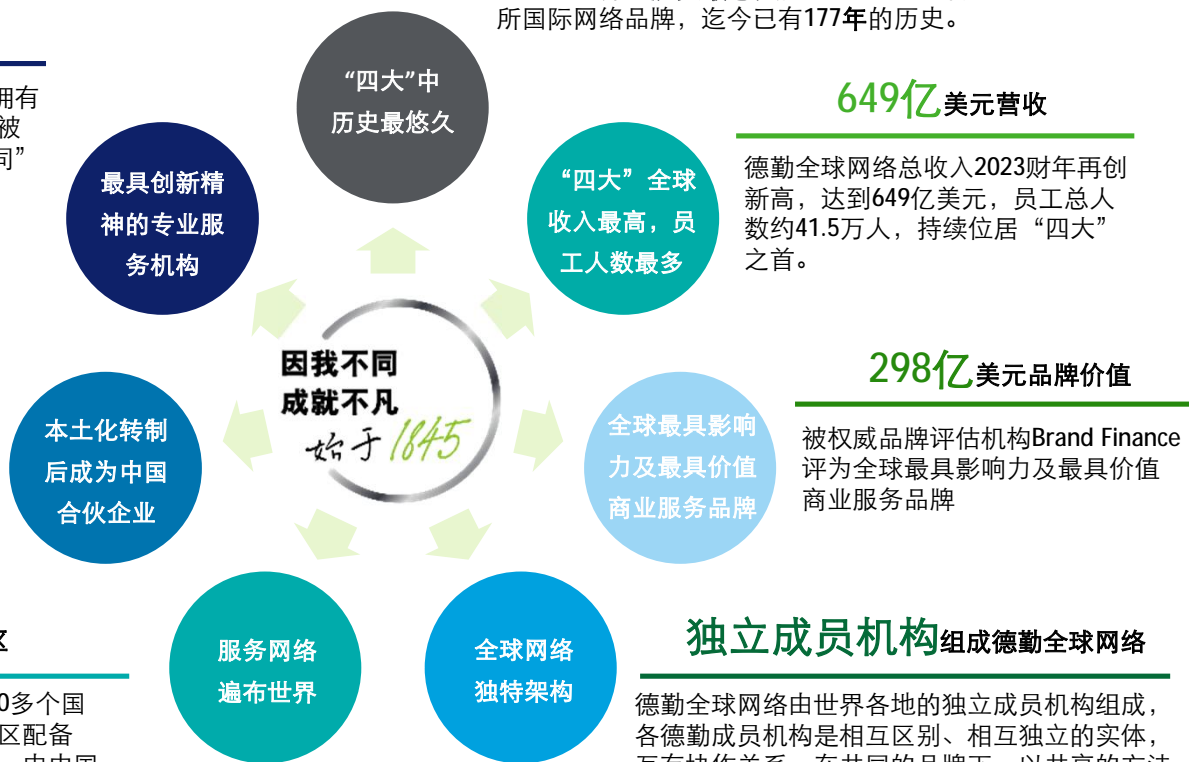 所国际网络品牌，迄今已有177年的历史。
“四大”中
历史最悠久
拥有
被
司”
最具创新精
神的专业服
务机构
“四大”全球
收入最高，员
工人数最多
649亿美元营收
德勤全球网络总收入2023财年再创
新高，达到649亿美元，员工总人
数约41.5万人，持续位居“四大”
之首。
因我不同
成就不凡
始于1845
298亿美元品牌价值
被权威品牌评估机构Brand Finance
评为全球最具影响力及最具价值
商业服务品牌
本土化转制
后成为中国
合伙企业
全球最具影响
力及最具价值
商业服务品牌
服务网络
遍布世界
全球网络
独特架构
独立成员机构组成德勤全球网络
德勤全球网络由世界各地的独立成员机构组成，
各德勤成员机构是相互区别、相互独立的实体，
区
0多个国
区配备